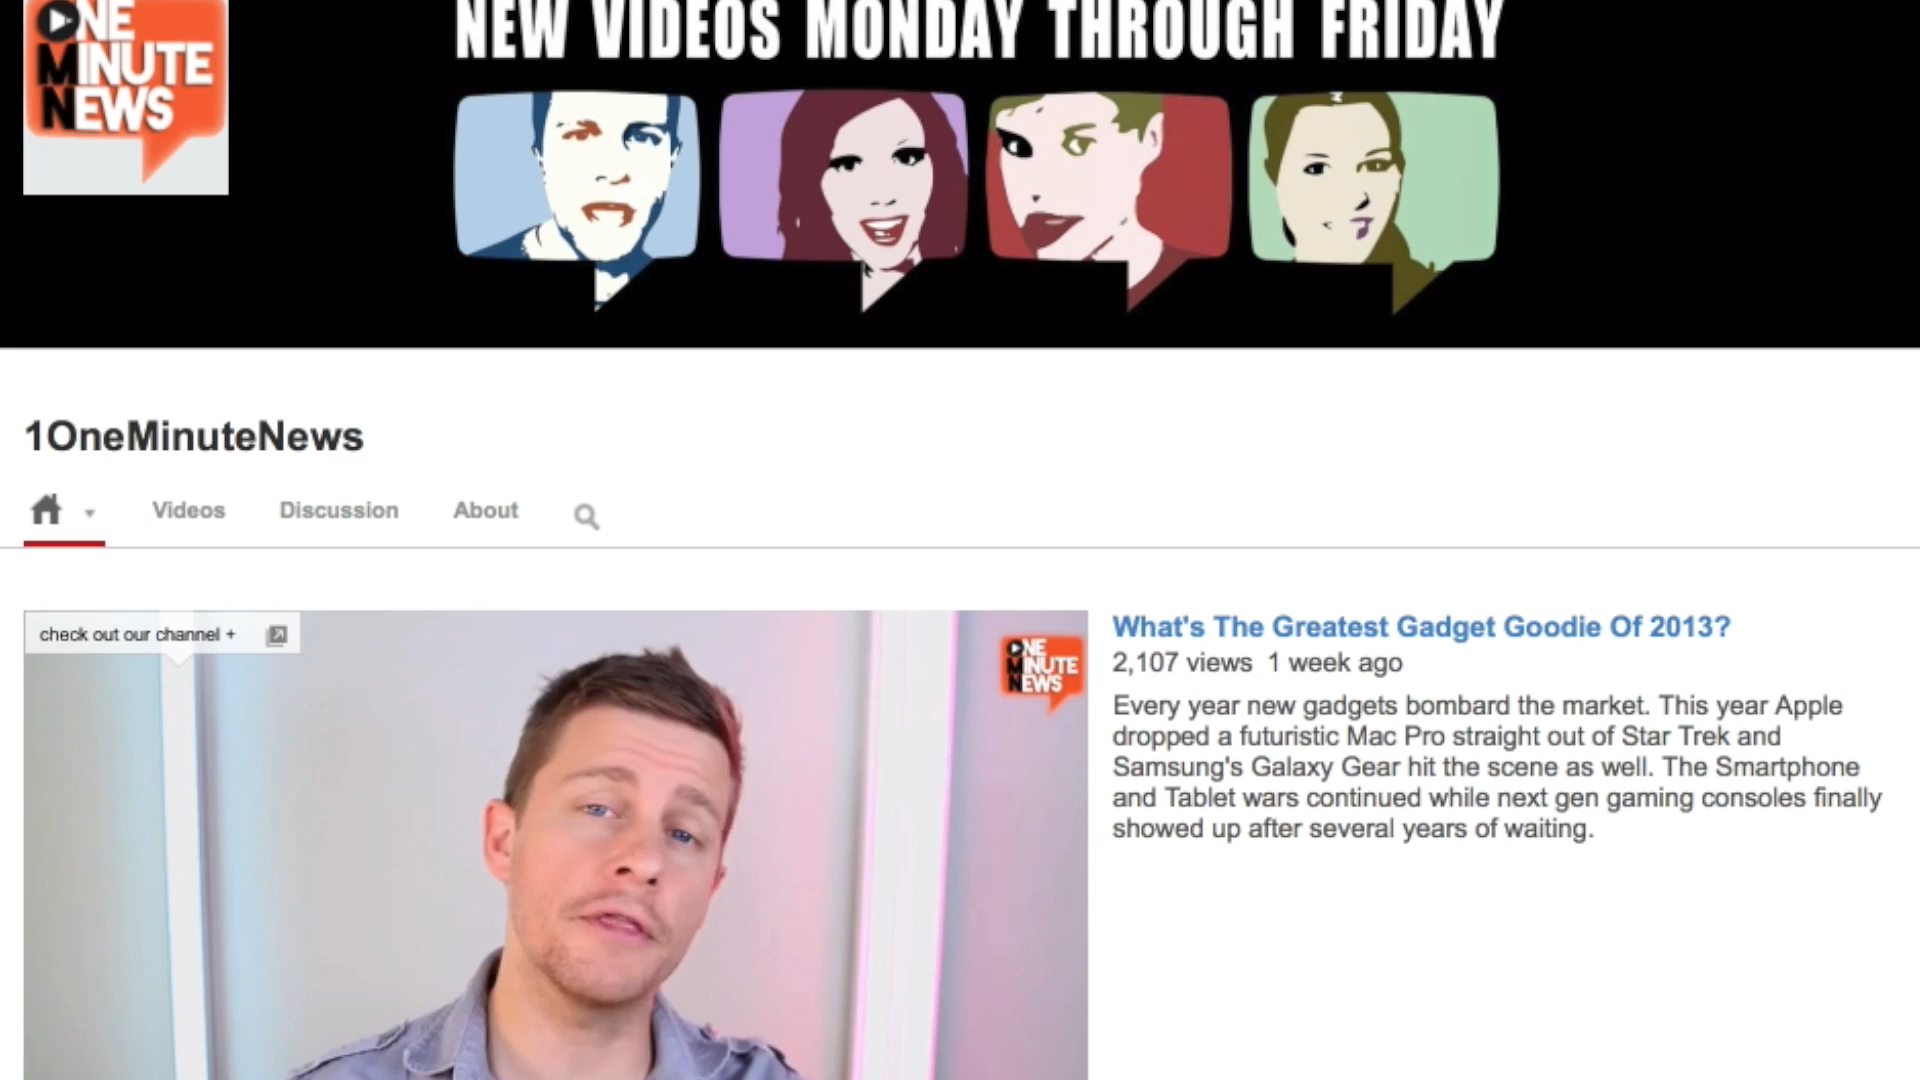 ONE
MINUTE
NEWS
NEW VIDEOS MONDAY THROUGH FRIDAY
1OneMinuteNews
Videos Discussion About
check out our channel +
ONE
MINUTE
NEWS
What's The Greatest Gadget Goodie Of 2013?
2,107 views 1 week ago
Every year new gadgets bombard the market. This year Apple
dropped a futuristic Mac Pro straight out of Star Trek and
Samsung's Galaxy Gear hit the scene as well. The Smartphone
and Tablet wars continued while next gen gaming consoles finally
showed up after several years of waiting.